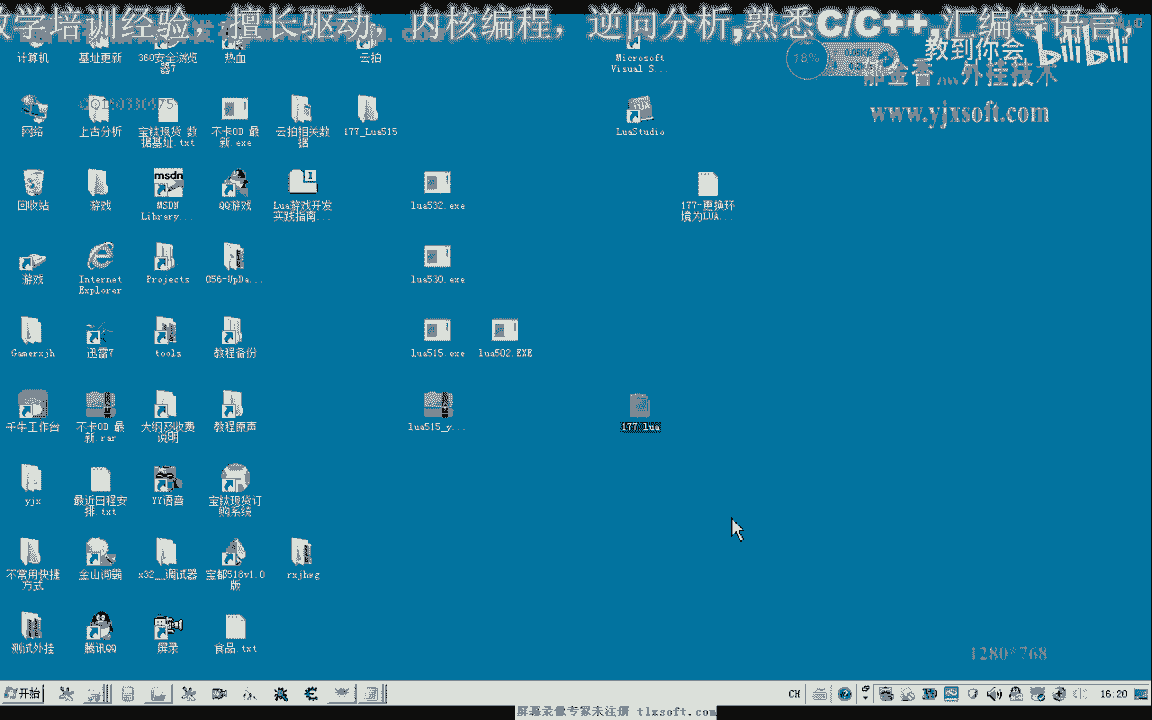 教学培训经验，擅长驱动，内核编程，逆向分析,熟悉C/C++,汇编等语言,
教到你会
bilibili
78%
郁金香 外挂技术
www.yjxsoft.com
计算机
基址更新
360安全浏览器7
热血
云拍
Microsoft Visual S...
网络
上古分析
数据基址.txt
不卡OD 最新.exe
云拍相关数据
177_Lua515
LuaStudio
回收站
游戏
MSDN Library...
QQ游戏
Lua游戏开发实践指南...
lua532.exe
177-更换环境为LUA...
游戏
Internet Explorer
Projects
056-UpDa...
lua530.exe
Gamerxjh
迅雷7
tools
教程备份
lua515.exe
lua502.EXE
千牛工作台
不卡OD 最新.rar
大纲及收费说明
教程原声
lua515_y...
177.lua
yjx
最近日程安排.txt
YY语音
宝钛现货订购系统
不常用快捷方式
金山词霸
x32__调试器
宝都518v1.0版
rxjhsg
测试外挂
腾讯QQ
屏录
食品.txt
1280*768
开始
CH
16:20
屏幕录像专家未注册 tlxsoft.com